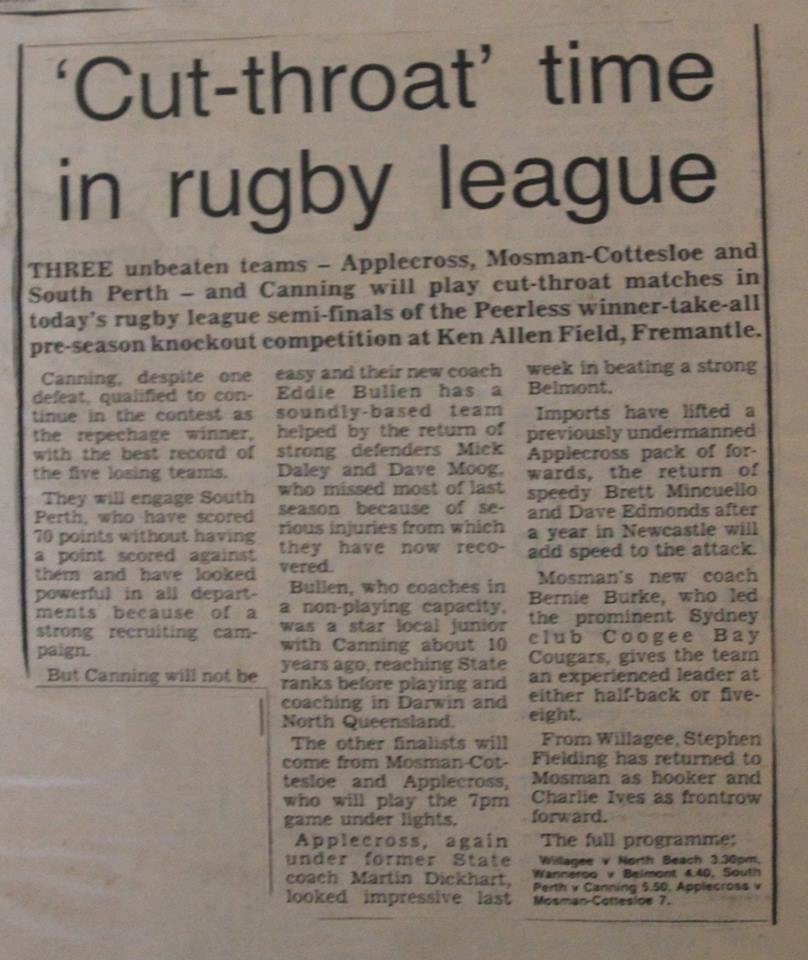 ‘Cut-throat’ time
in rugby league
THREE unbeaten teams – Applecross, Mosman-Cottesloe and
South Perth – and Canning will play cut-throat matches in
today's rugby league semi-finals of the Peerless winner-take-all
pre-season knockout competition at Ken Allen Field, Fremantle.
Canning, despite one
defeat, qualified to con-
tinue in the contest as
the repechage winner,
with the best record of
the five losing teams.
They will engage South
Perth, who have scored
70 points without having
a point scored against
them and have looked
powerful in all depart-
ments because of a
strong recruiting cam-
paign.
But Canning will not be
easy and their new coach
Eddie Bullen has a
soundly-based team
helped by the return of
strong defenders Mick
Daley and Dave Moog,
who missed most of last
season because of se-
rious injuries from which
they have now reco-
vered.
Bullen, who coaches in
a non-playing capacity,
was a star local junior
with Canning about 10
years ago, reaching State
ranks before playing and
coaching in Darwin and
North Queensland.
The other finalists will
come from Mosman-Cot-
tesloe and Applecross,
who will play the 7pm
game under lights.
Applecross, again
under former State
coach Martin Dickhart,
looked impressive last
week in beating a strong
Belmont.
Imports have lifted a
previously undermanned
Applecross pack of for-
wards, the return of
speedy Brett Mincuello
and Dave Edmonds after
a year in Newcastle will
add speed to the attack.
Mosman's new coach
Bernie Burke, who led
the prominent Sydney
club Coogee Bay
Cougars, gives the team
an experienced leader at
either half-back or five-
eight.
From Willagee, Stephen
Fielding has returned to
Mosman as hooker and
Charlie Ives as frontrow
forward.
The full programme:
Willagee v North Beach 3.30pm,
Wanneroo v Belmont 4.40, South
Perth v Canning 5.50, Applecross v
Mosman-Cottesloe 7.